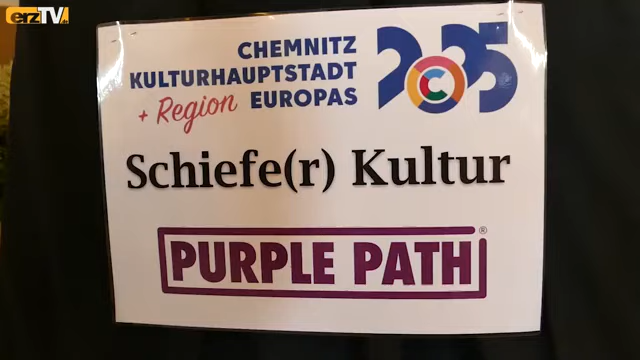 erzTV
CHEMNITZ
KULTURHAUPTSTADT
+ Region EUROPAS
2025
Schiefe(r) Kultur
PURPLE PATH®